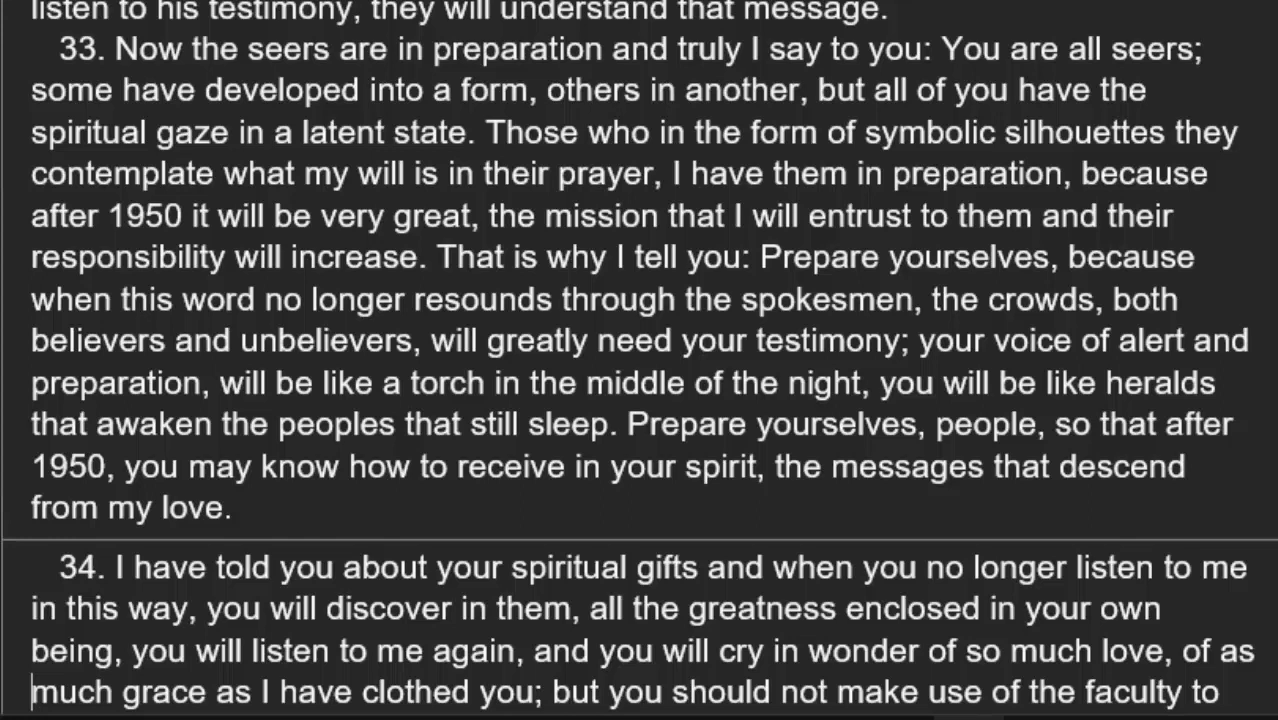 listen to his testimony, they will understand that message.
33. Now the seers are in preparation and truly I say to you: You are all seers;
some have developed into a form, others in another, but all of you have the
spiritual gaze in a latent state. Those who in the form of symbolic silhouettes they
contemplate what my will is in their prayer, I have them in preparation, because
after 1950 it will be very great, the mission that I will entrust to them and their
responsibility will increase. That is why I tell you: Prepare yourselves, because
when this word no longer resounds through the spokesmen, the crowds, both
believers and unbelievers, will greatly need your testimony; your voice of alert and
preparation, will be like a torch in the middle of the night, you will be like heralds
that awaken the peoples that still sleep. Prepare yourselves, people, so that after
1950, you may know how to receive in your spirit, the messages that descend
from my love.
34. I have told you about your spiritual gifts and when you no longer listen to me
in this way, you will discover in them, all the greatness enclosed in your own
being, you will listen to me again, and you will cry in wonder of so much love, of as
much grace as I have clothed you; but you should not make use of the faculty to